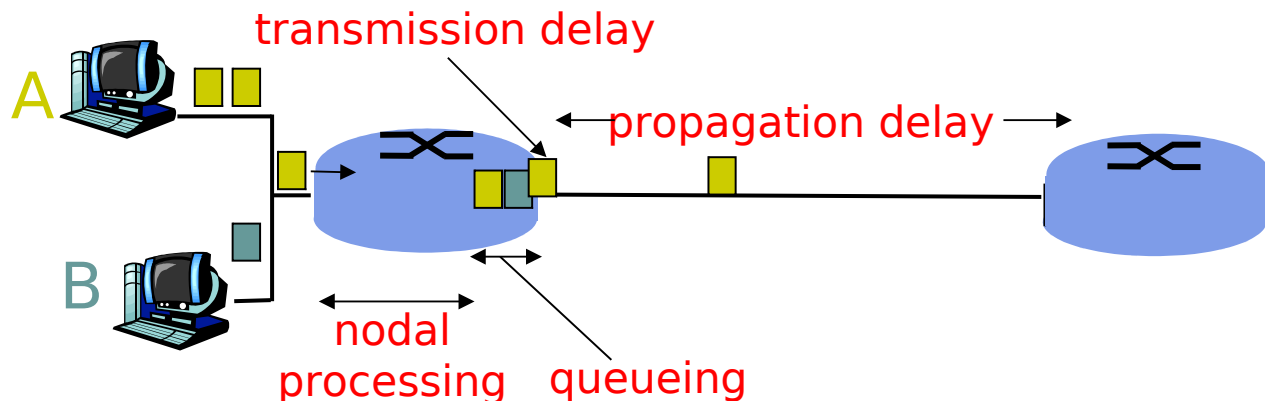 transmission delay
A
propagation delay
B
nodal
processing
queueing